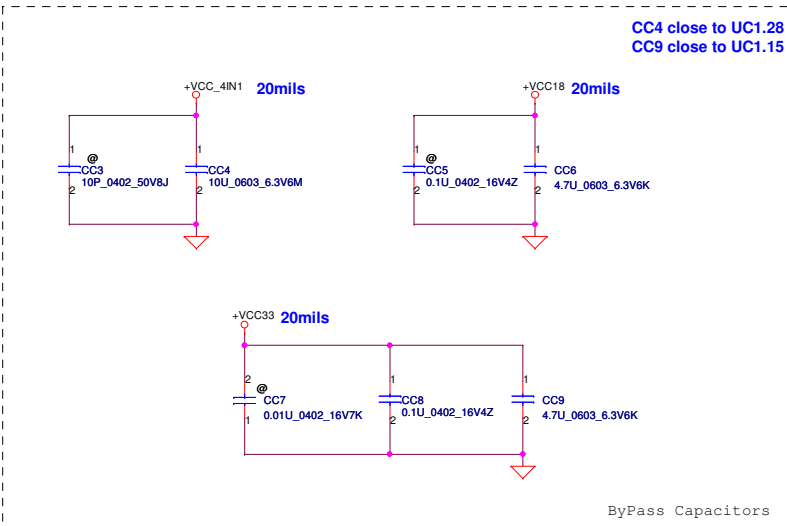 CC4 close to UC1.28
CC9 close to UC1.15
+VCC_4IN1 20mils
1 @ 1
CC3 CC4
10P_0402_50V8J 10U_0603_6.3V6M
2 2
+VCC18 20mils
1 @ 1
CC5 CC6
0.1U_0402_16V4Z 4.7U_0603_6.3V6K
2 2
+VCC33 20mils
2 @ 1 1
CC7 CC8 CC9
0.01U_0402_16V7K 0.1U_0402_16V4Z 4.7U_0603_6.3V6K
1 2 2
ByPass Capacitors